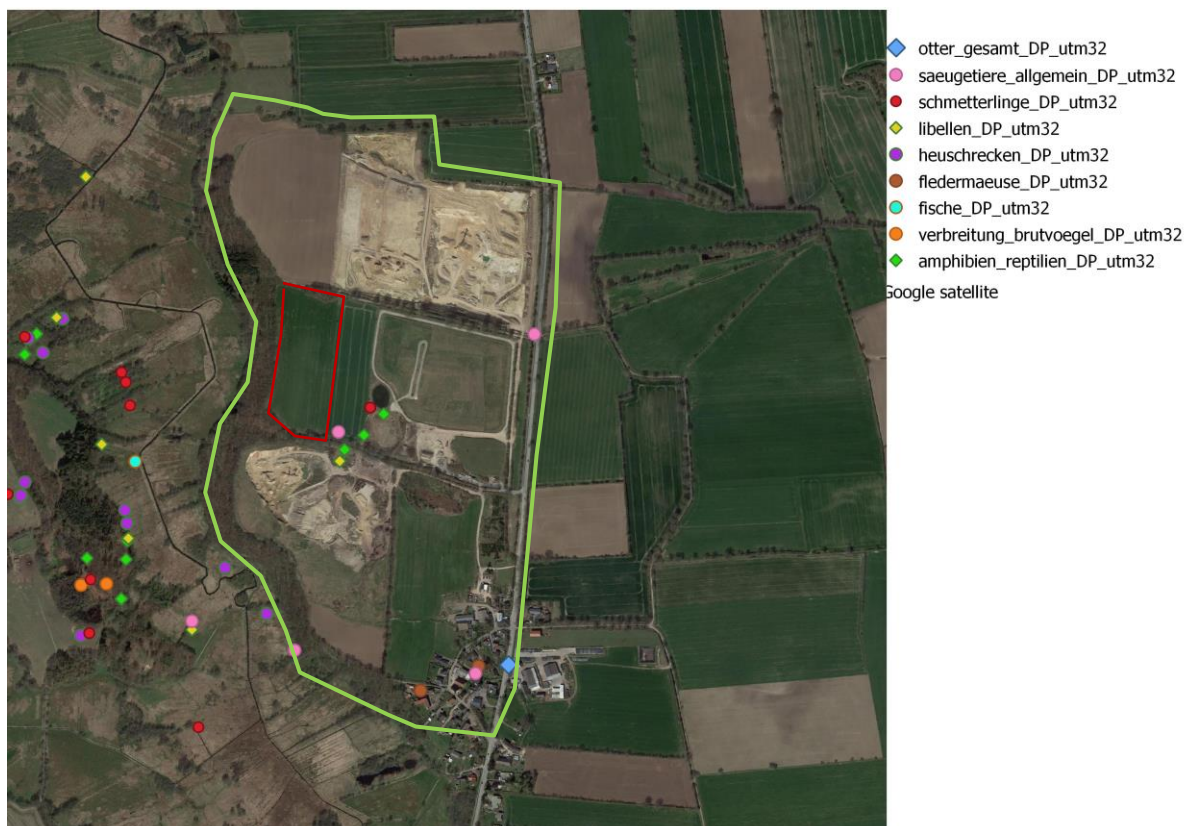 otter_gesamt_DP_utm32
saeugetiere_allgemein_DP_utm32
schmetterlinge_DP_utm32
libellen_DP_utm32
heuschrecken_DP_utm32
fledermaeuse_DP_utm32
fische_DP_utm32
verbreitung_brutvoegel_DP_utm32
amphibien_reptilien_DP_utm32
Google satellite